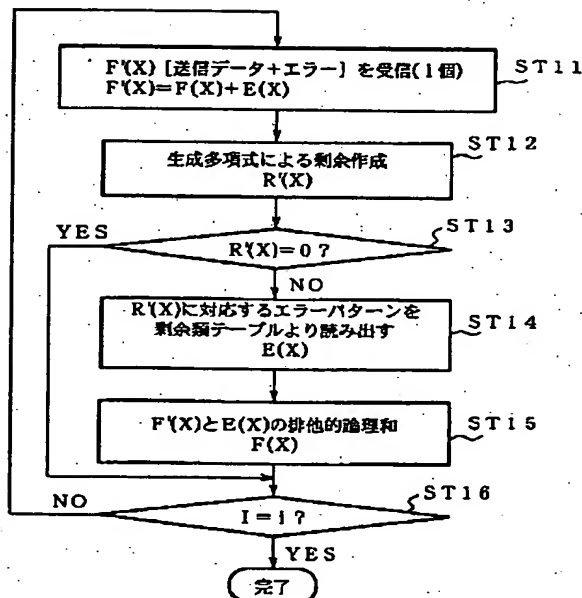 F'(X) [送信データ+エラー] を受信(1個)
F'(X)=F(X)+E(X)
ST11
生成多項式による剰余作成
R'(X)
ST12
YES
R'(X)=0?
ST13
NO
R'(X)に対応するエラーパターンを
剰余類テーブルより読み出す
E(X)
ST14
F'(X)とE(X)の排他的論理和
F(X)
ST15
NO
I=i?
ST16
YES
完了